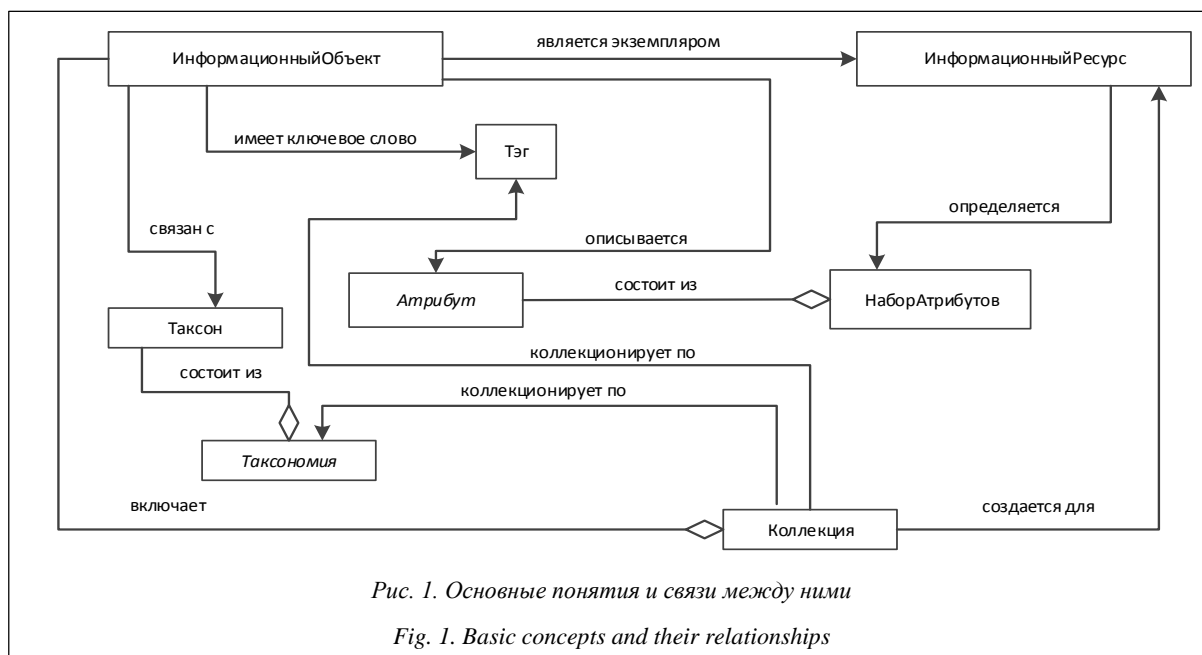 является экземпляром
ИнформационныйОбъект
ИнформационныйРесурс
имеет ключевое слово
Тэг
связан с
определяется
описывается
Атрибут
состоит из
НаборАтрибутов
Таксон
коллекционирует по
состоит из
коллекционирует по
Таксономия
включает
создается для
Коллекция
Рис. 1. Основные понятия и связи между ними
Fig. 1. Basic concepts and their relationships